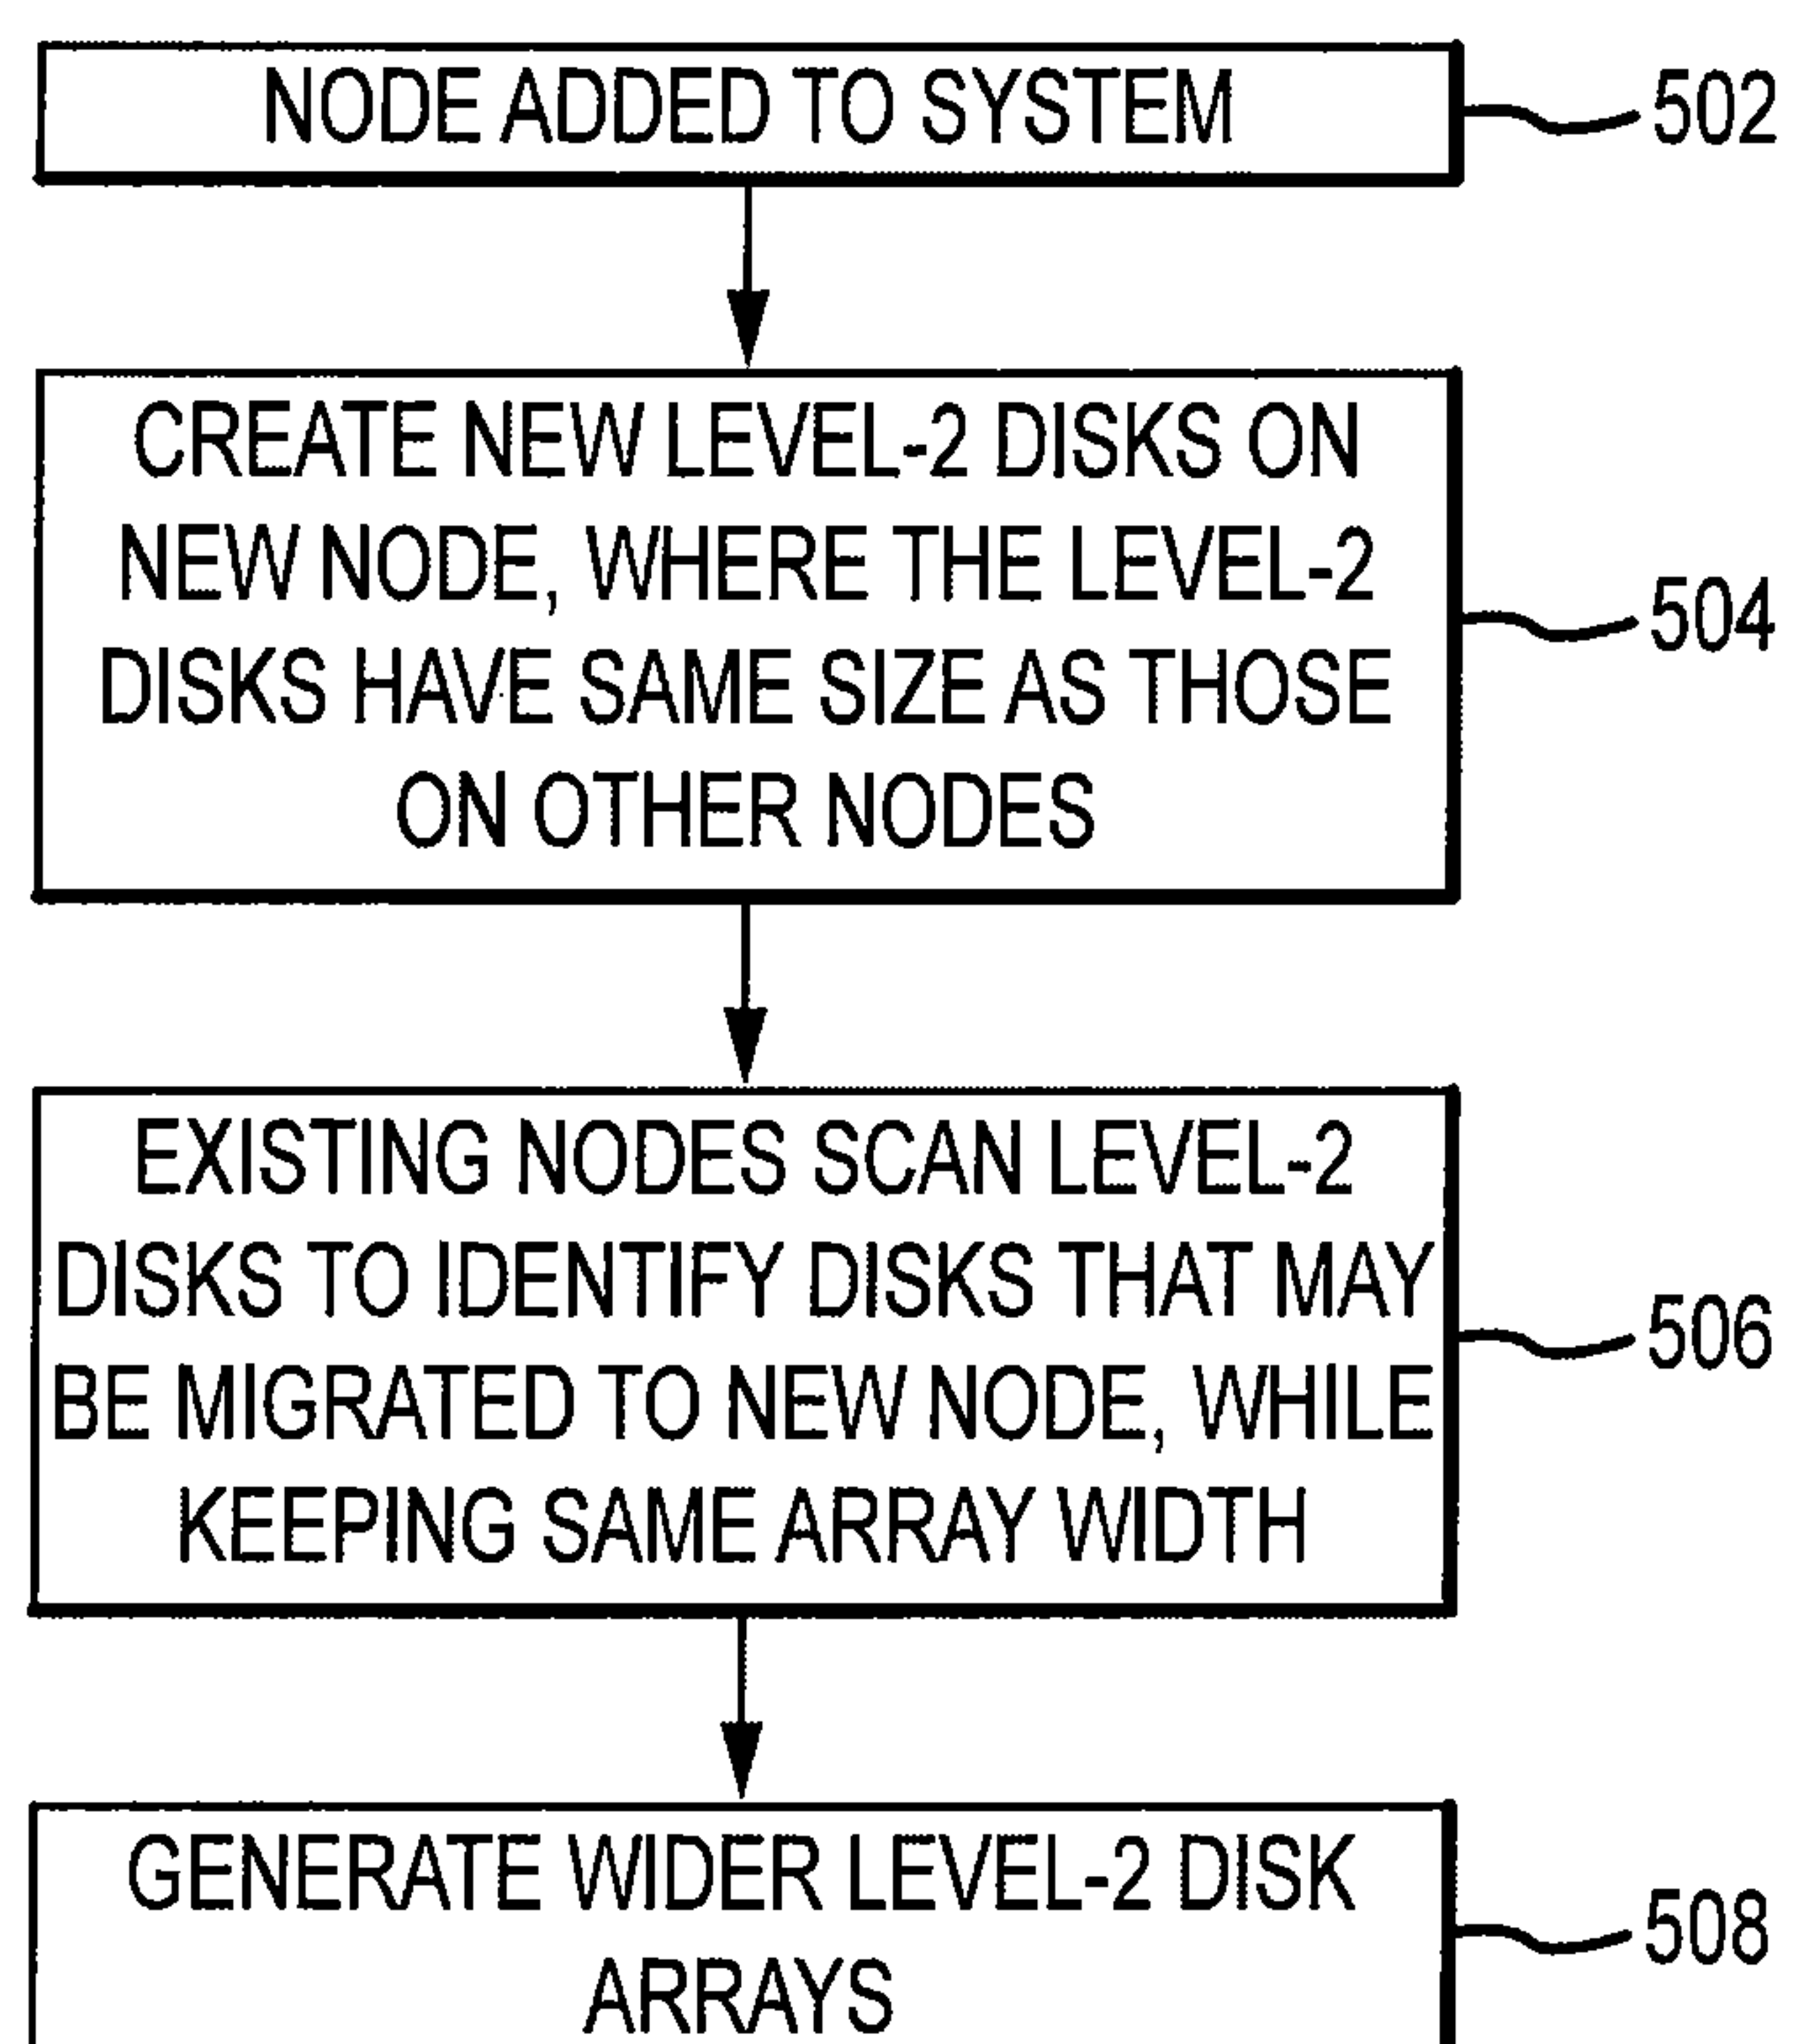 NODE ADDED TO SYSTEM
502
CREATE NEW LEVEL-2 DISKS ON
NEW NODE, WHERE THE LEVEL-2
DISKS HAVE SAME SIZE AS THOSE
ON OTHER NODES
504
EXISTING NODES SCAN LEVEL-2
DISKS TO IDENTIFY DISKS THAT MAY
BE MIGRATED TO NEW NODE, WHILE
KEEPING SAME ARRAY WIDTH
506
GENERATE WIDER LEVEL-2 DISK
ARRAYS
508